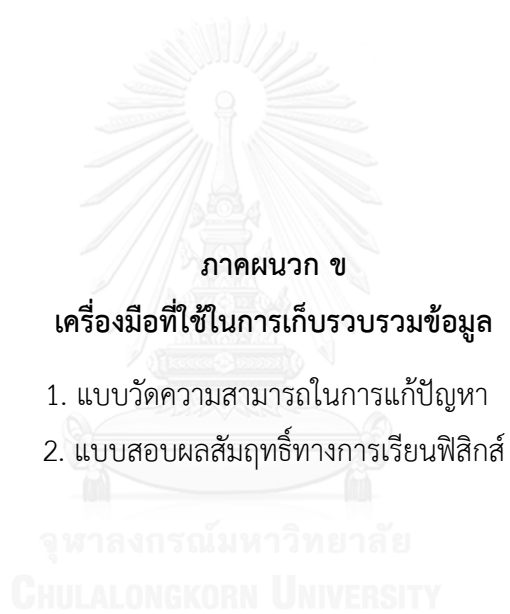 ภาคผนวก ข
เครื่องมือที่ใช้ในการเก็บรวบรวมข้อมูล
1. แบบวัดความสามารถในการแก้ปัญหา
2. แบบสอบผลสัมฤทธิ์ทางการเรียนฟิสิกส์
จุฬาลงกรณ์มหาวิทยาลัย
CHULALONGKORN UNIVERSITY